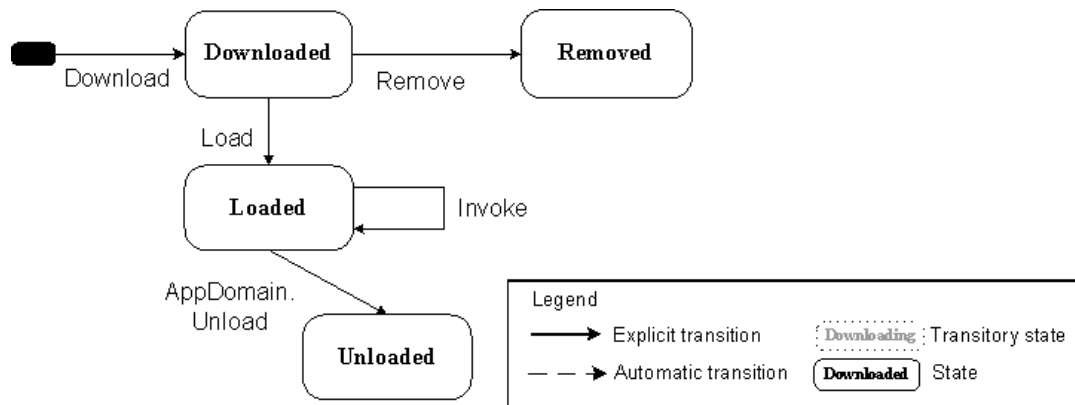 Downloaded
Removed
Download
Remove
Load
Loaded
Invoke
AppDomain.
Unload
Unloaded
Legend
Explicit transition
Downloading
Transitory state
Automatic transition
Downloaded
State